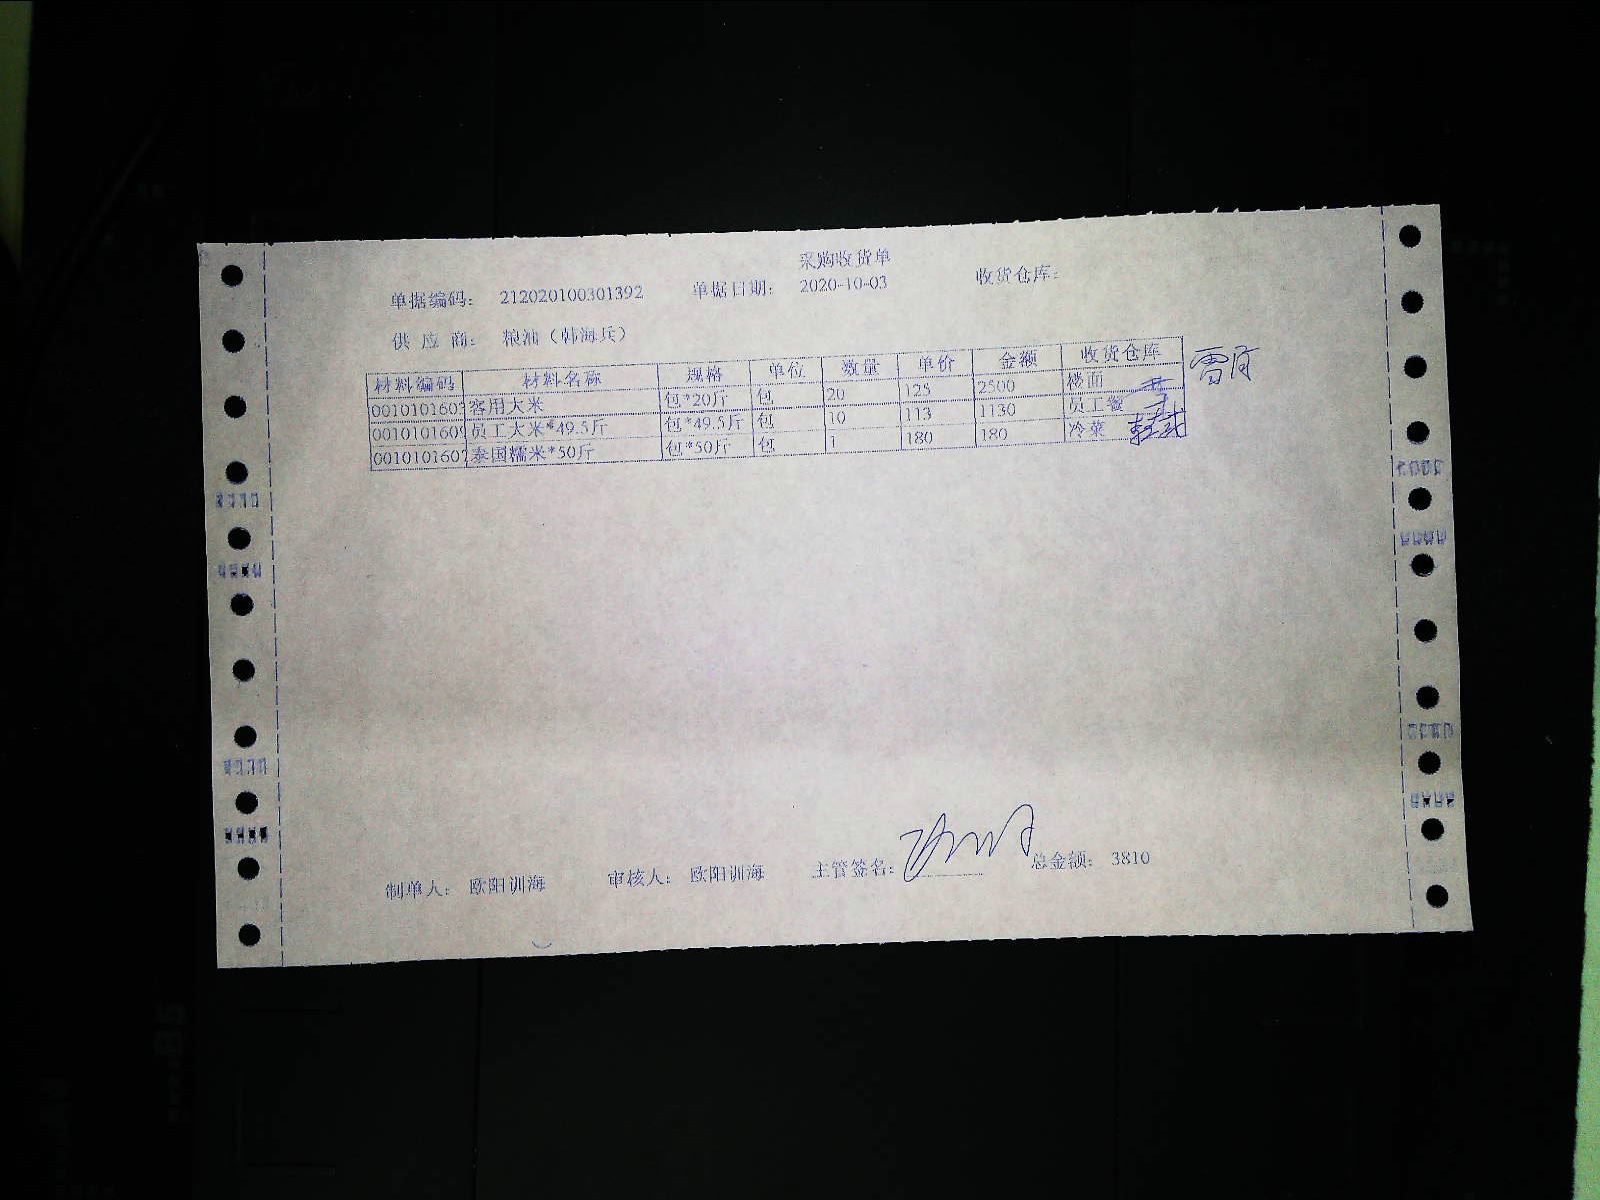 采购收货单
单据编码: 212020100301392 单据日期: 2020-10-03 收货仓库:
供 应 商: 粮油（韩海兵）
材料编码 材料名称 规格 单位 数量 单价 金额 收货仓库
001010160 客用大米 包*20斤 包 20 125 2500 楼面
001010160 员工大米*49.5斤 包*49.5斤 包 10 113 1130 员工餐
001010160 泰国糯米*50斤 包*50斤 包 1 180 180 冷菜
制单人: 欧阳训海 审核人: 欧阳训海 主管签名: 总金额: 3810